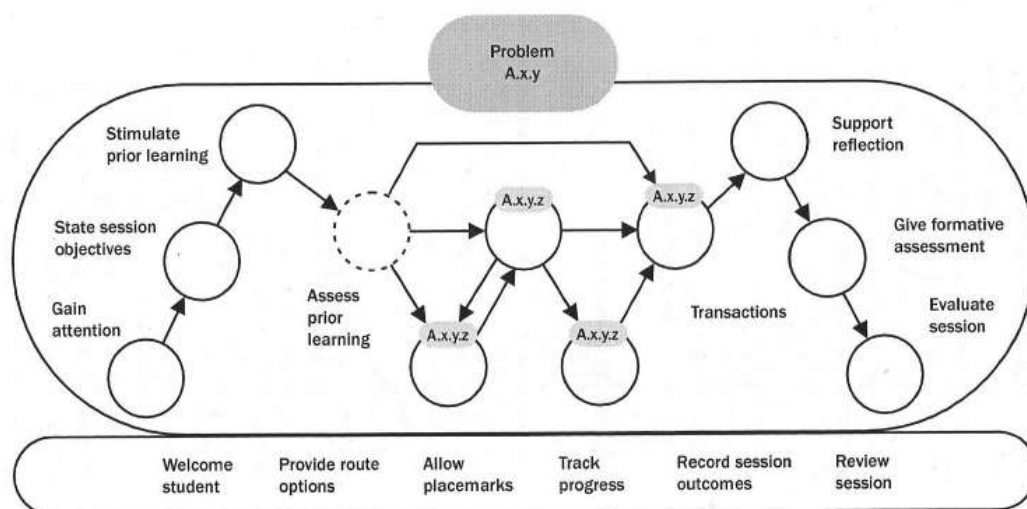 Problem
A.x.y
Stimulate
prior learning
State session
objectives
Gain
attention
Assess
prior
learning
A.x.y.z
A.x.y.z
A.x.y.z
A.x.y.z
Transactions
Support
reflection
Give formative
assessment
Evaluate
session
Welcome
student
Provide route
options
Allow
placemarks
Track
progress
Record session
outcomes
Review
session